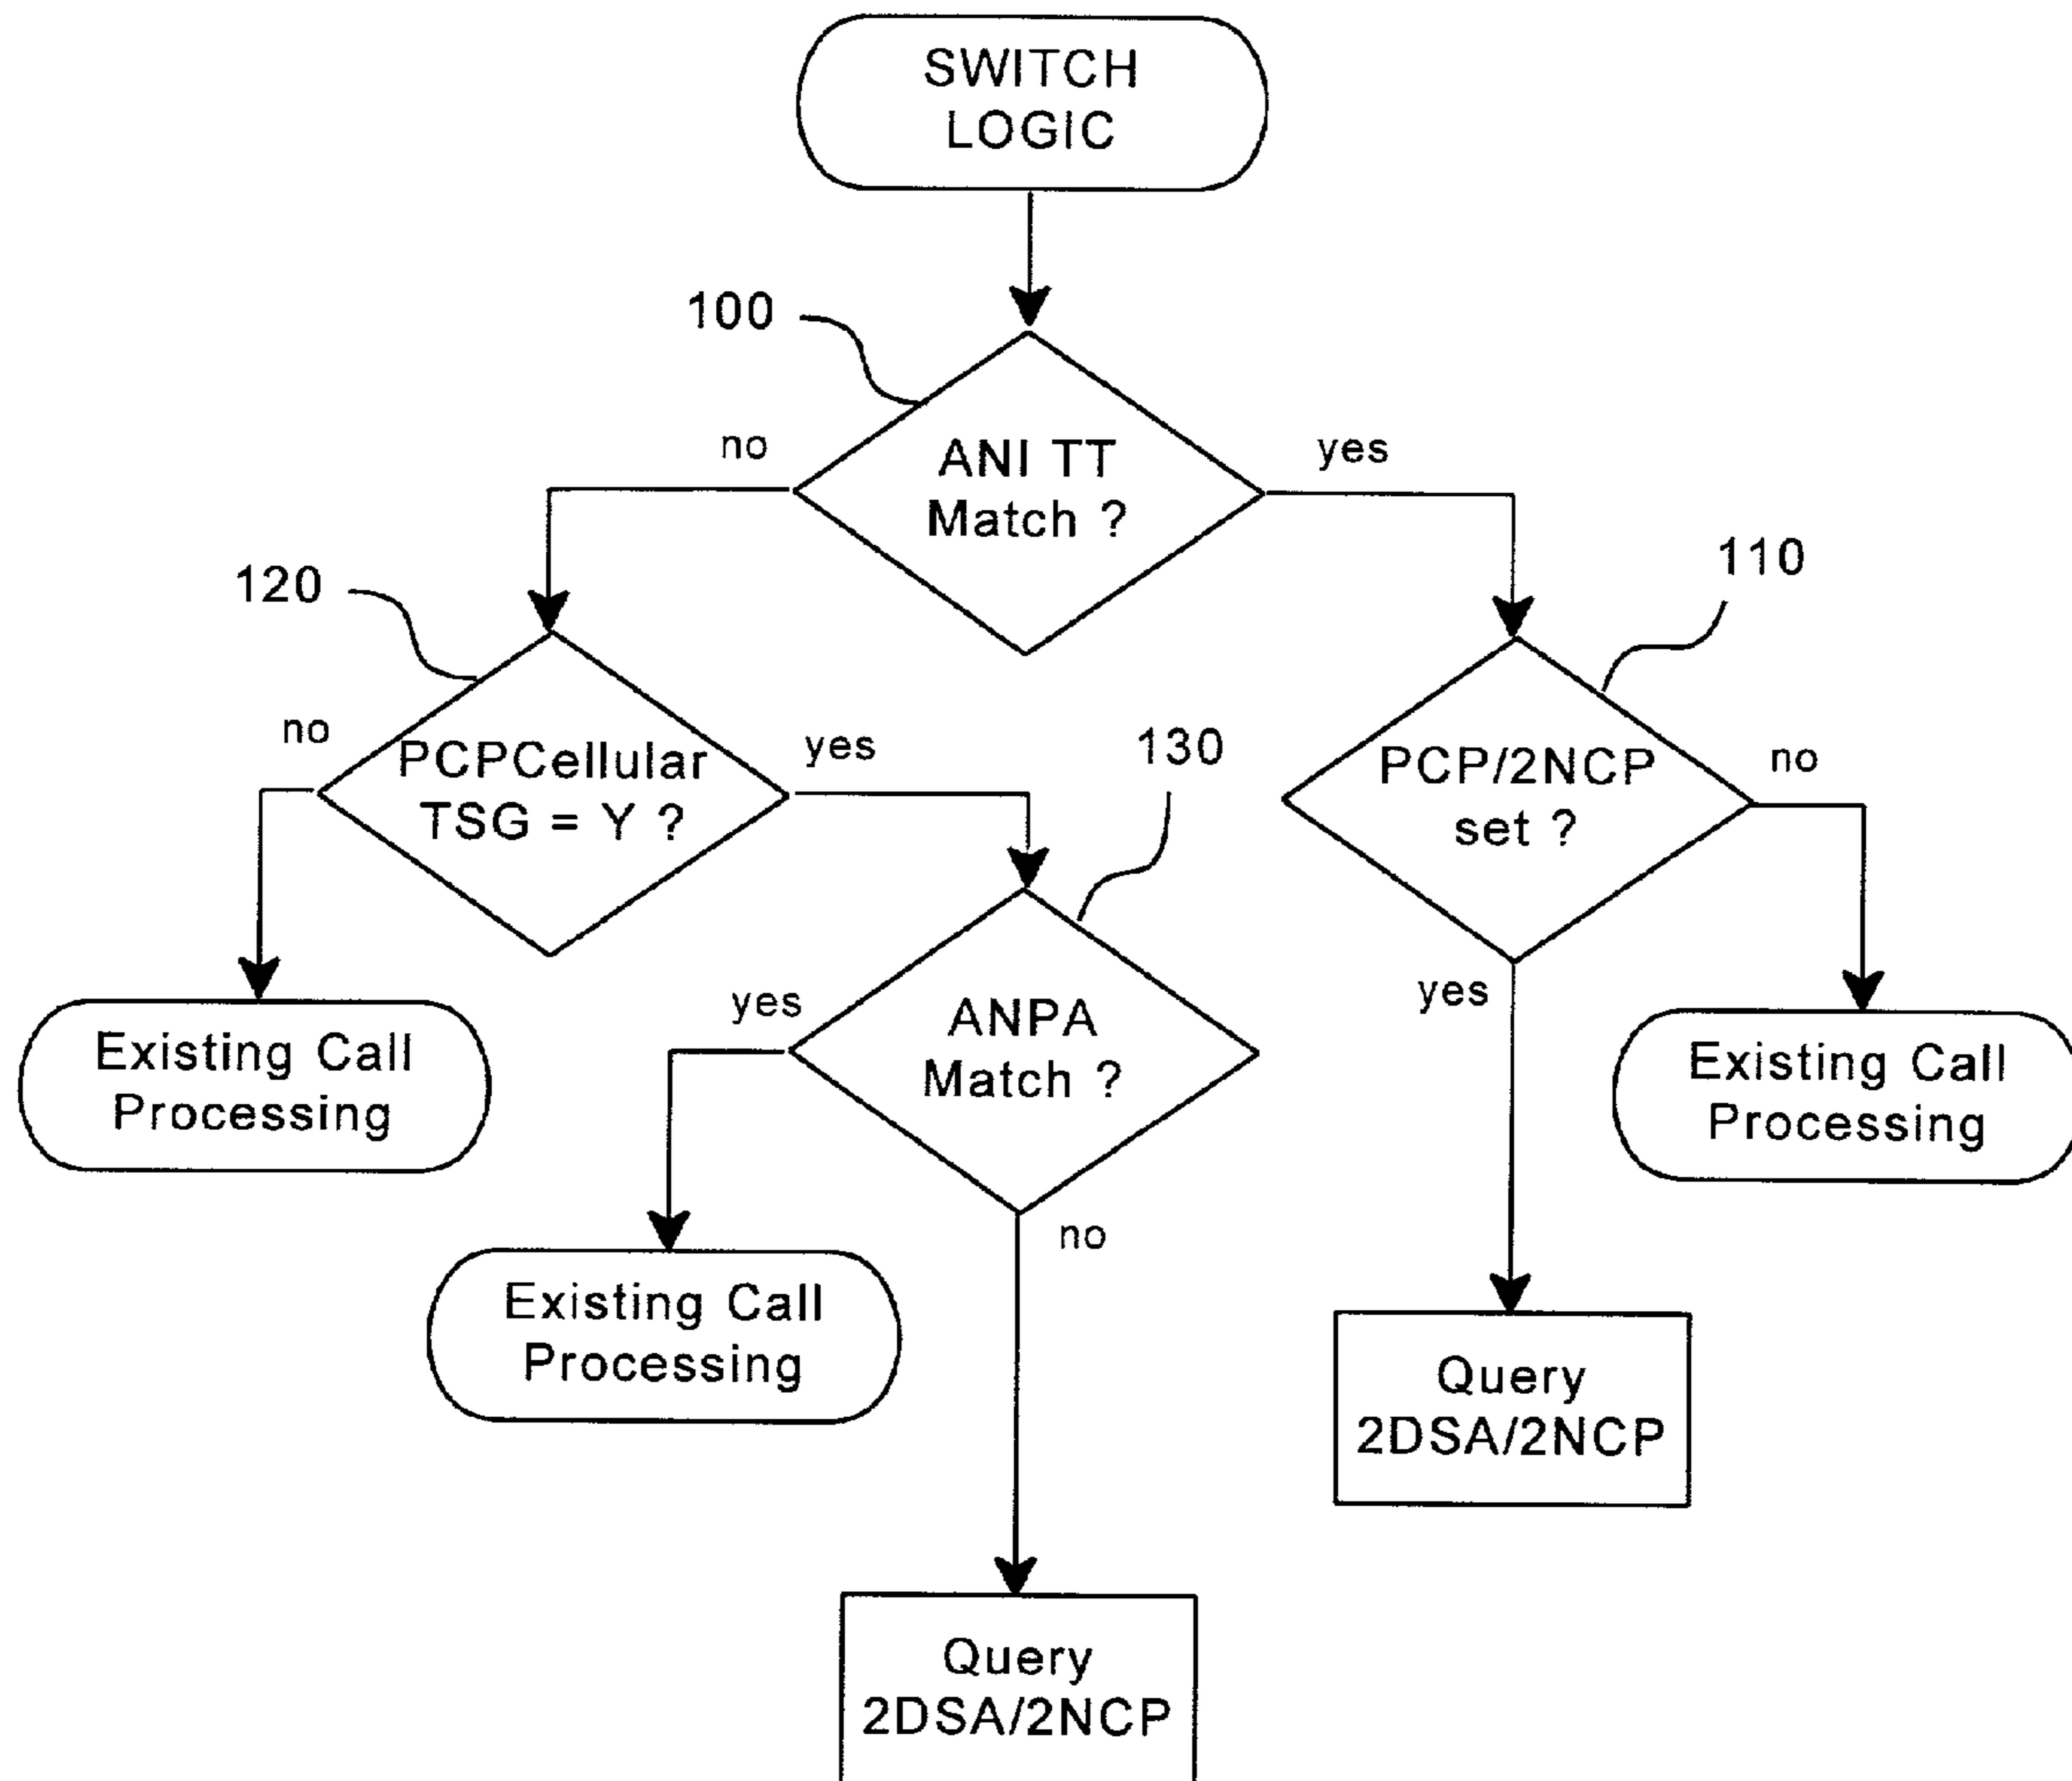 SWITCH
LOGIC
100
ANI TT
Match ?
no
yes
120
110
PCPCellular
TSG = Y ?
no
yes
130
PCP/2NCP
set ?
no
yes
Existing Call
Processing
ANPA
Match ?
yes
no
Existing Call
Processing
Existing Call
Processing
Query
2DSA/2NCP
Query
2DSA/2NCP